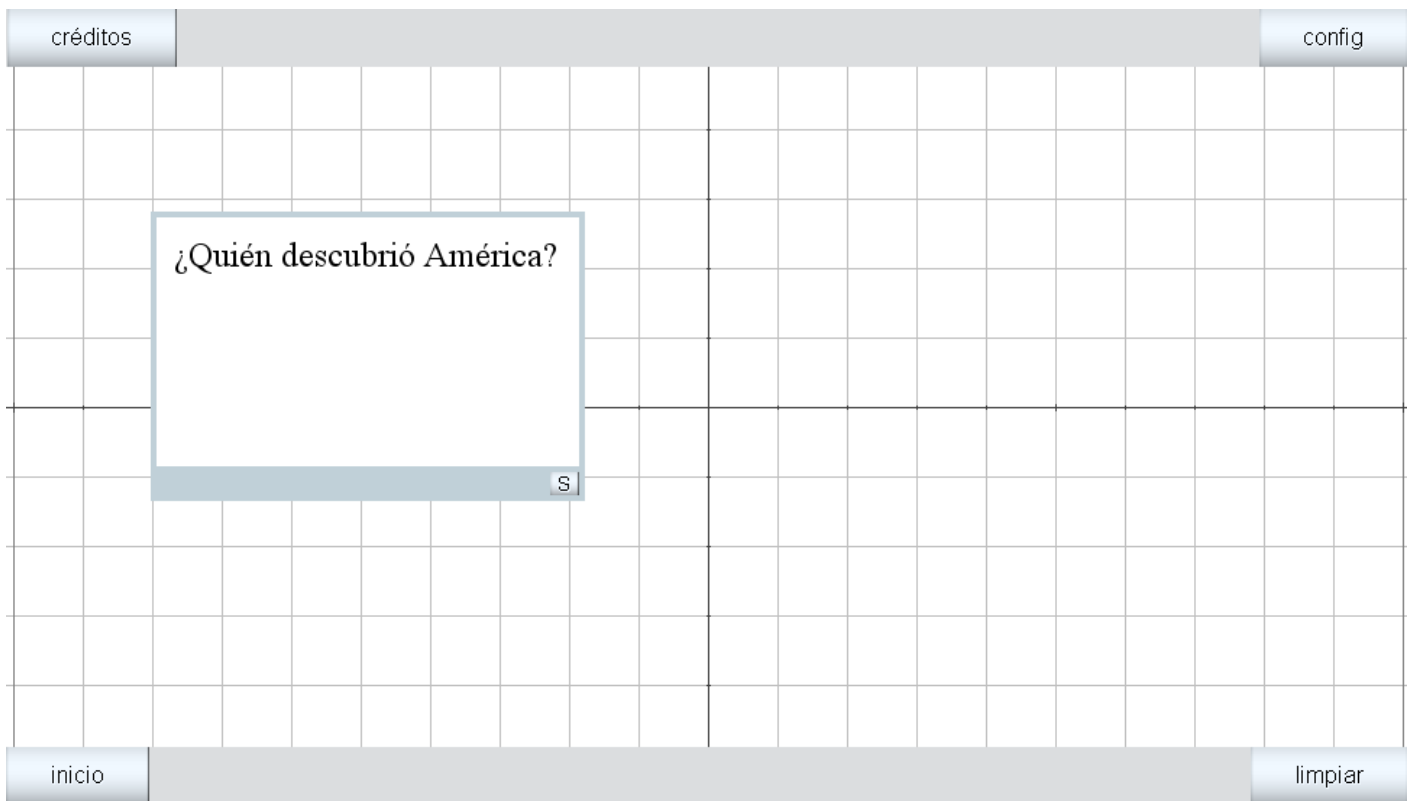 créditos
config
¿Quién descubrió América?
S
inicio
limpiar